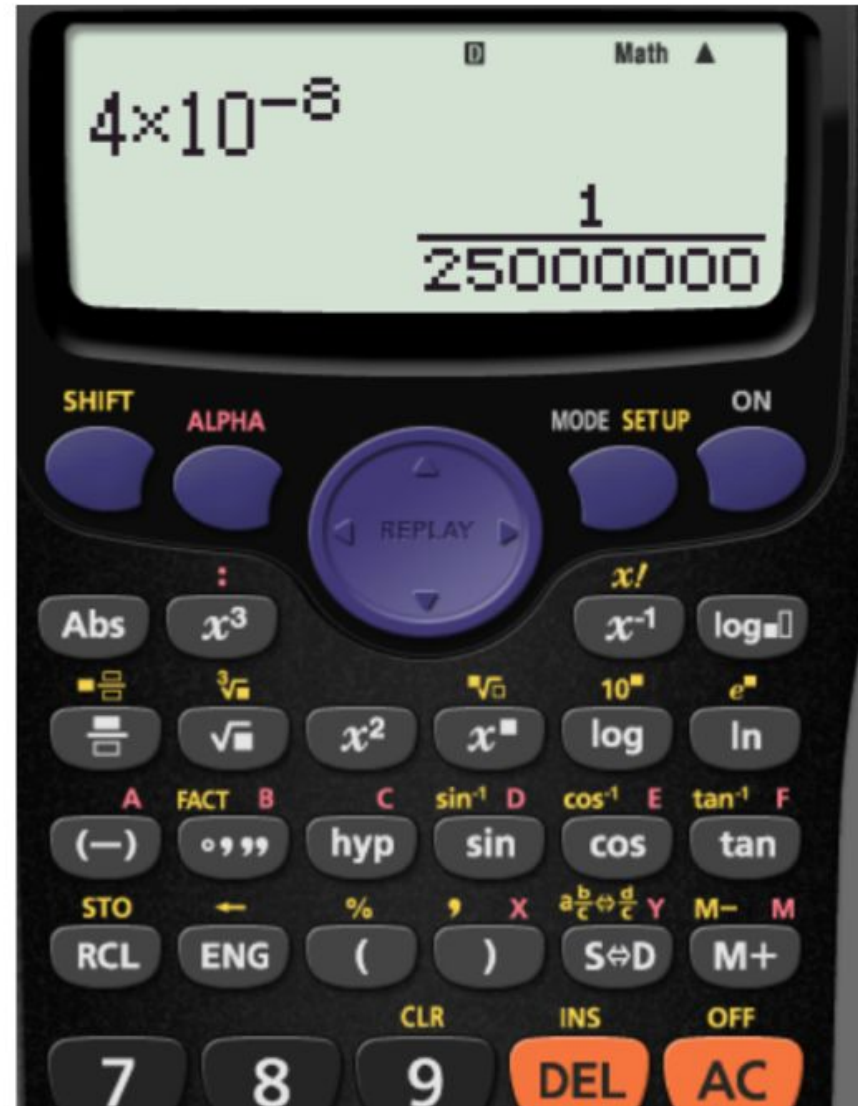 D Math ▲
4×10⁻⁸
1
25000000
SHIFT ALPHA MODE SETUP ON
REPLAY
: x!
Abs x³ x⁻¹ log■□
■■/□ ³√■ ■√□ 10■ e■
■/□ √■ x² x■ log ln
A FACT B C sin⁻¹ D cos⁻¹ E tan⁻¹ F
(—) °,,, hyp sin cos tan
STO ← % , X a b/c⇔d/c Y M− M
RCL ENG ( ) S⇔D M+
CLR INS OFF
7 8 9 DEL AC